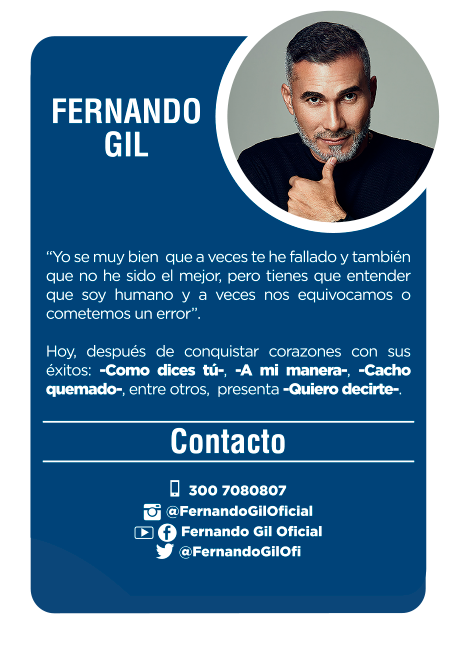 FERNANDO
GIL
“Yo se muy bien que a veces te he fallado y también
que no he sido el mejor, pero tienes que entender
que soy humano y a veces nos equivocamos o
cometemos un error”.
Hoy, después de conquistar corazones con sus
éxitos: -Como dices tú-, -A mi manera-, -Cacho
quemado-, entre otros, presenta -Quiero decirte-.
Contacto
300 7080807
@FernandoGilOficial
Fernando Gil Oficial
@FernandoGilOfi